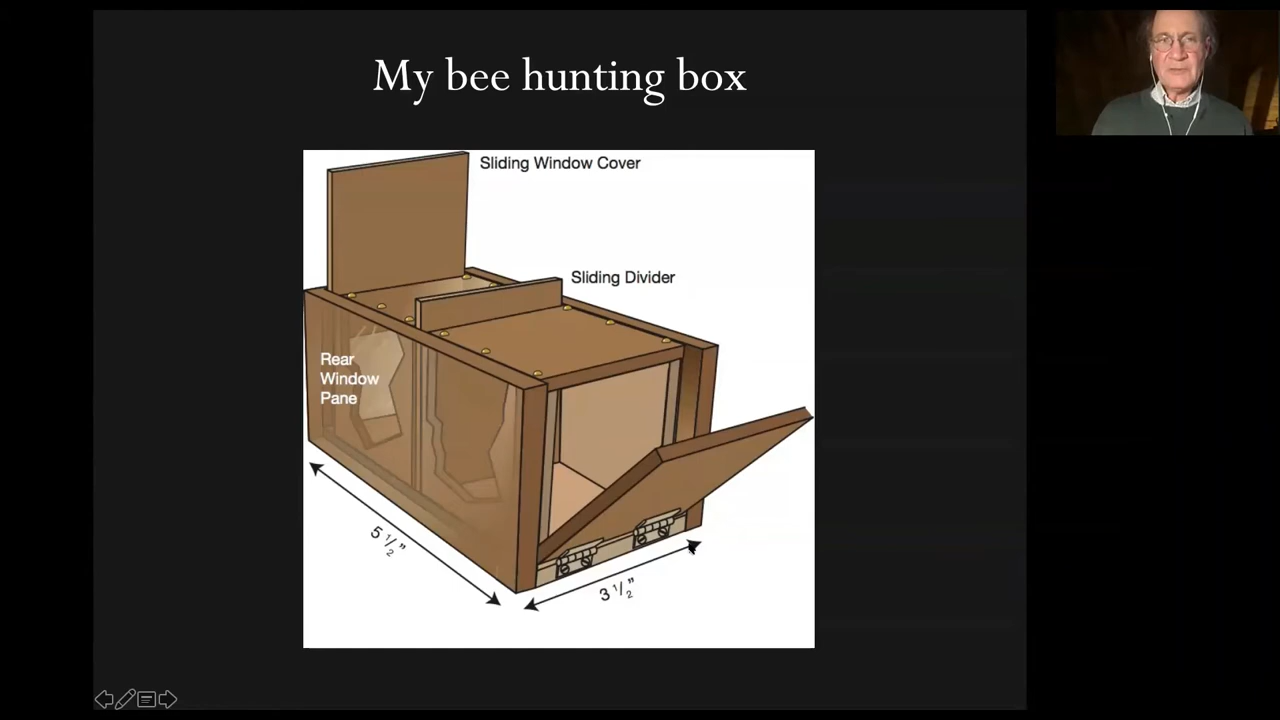 My bee hunting box
Sliding Window Cover
Sliding Divider
Rear
Window
Pane
5 1/2"
3 1/2"